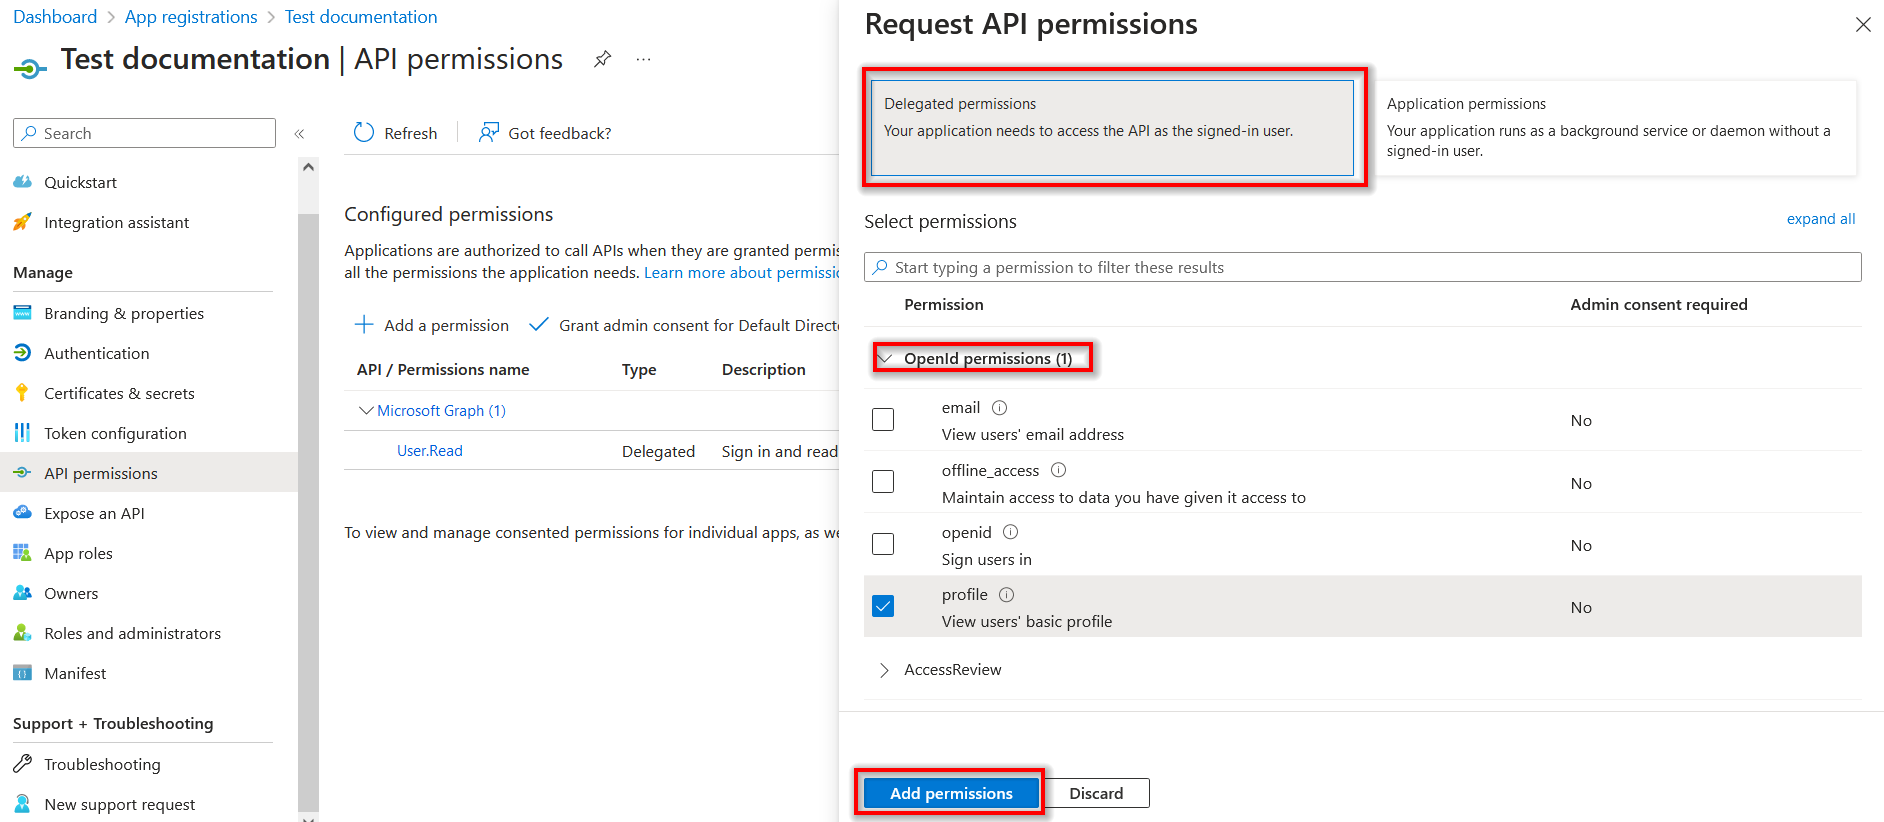 Dashboard > App registrations > Test documentation
Test documentation | API permissions
Search
Quickstart
Integration assistant
Manage
Branding & properties
Authentication
Certificates & secrets
Token configuration
API permissions
Expose an API
App roles
Owners
Roles and administrators
Manifest
Support + Troubleshooting
Troubleshooting
New support request
Refresh
Got feedback?
Configured permissions
Applications are authorized to call APIs when they are granted permis
all the permissions the application needs. Learn more about permissio
Add a permission
Grant admin consent for Default Direct
API / Permissions name
Type
Description
Microsoft Graph (1)
User.Read
Delegated
Sign in and read
To view and manage consented permissions for individual apps, as we
Request API permissions
Delegated permissions
Your application needs to access the API as the signed-in user.
Application permissions
Your application runs as a background service or daemon without a
signed-in user.
Select permissions
expand all
Start typing a permission to filter these results
Permission
Admin consent required
OpenId permissions (1)
email
View users' email address
No
offline_access
Maintain access to data you have given it access to
No
openid
Sign users in
No
profile
View users' basic profile
No
AccessReview
Add permissions
Discard